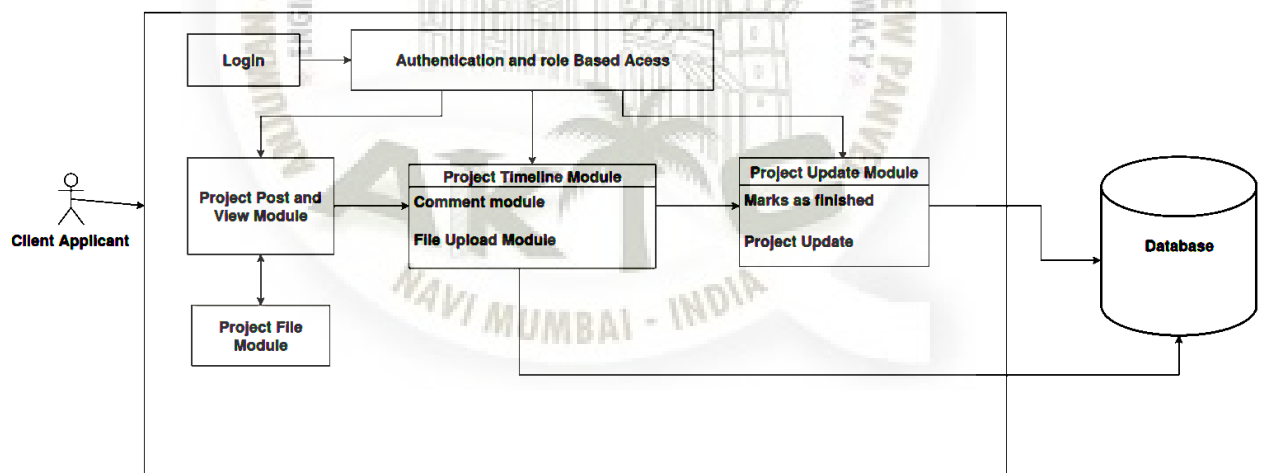 Login
Authentication and role Based Acess
Project Post and
View Module
Project Timeline Module
Comment module
File Upload Module
Project Update Module
Marks as finished
Project Update
Client Applicant
Database
Project File
Module
AKTC
NAVI MUMBAI - INDIA